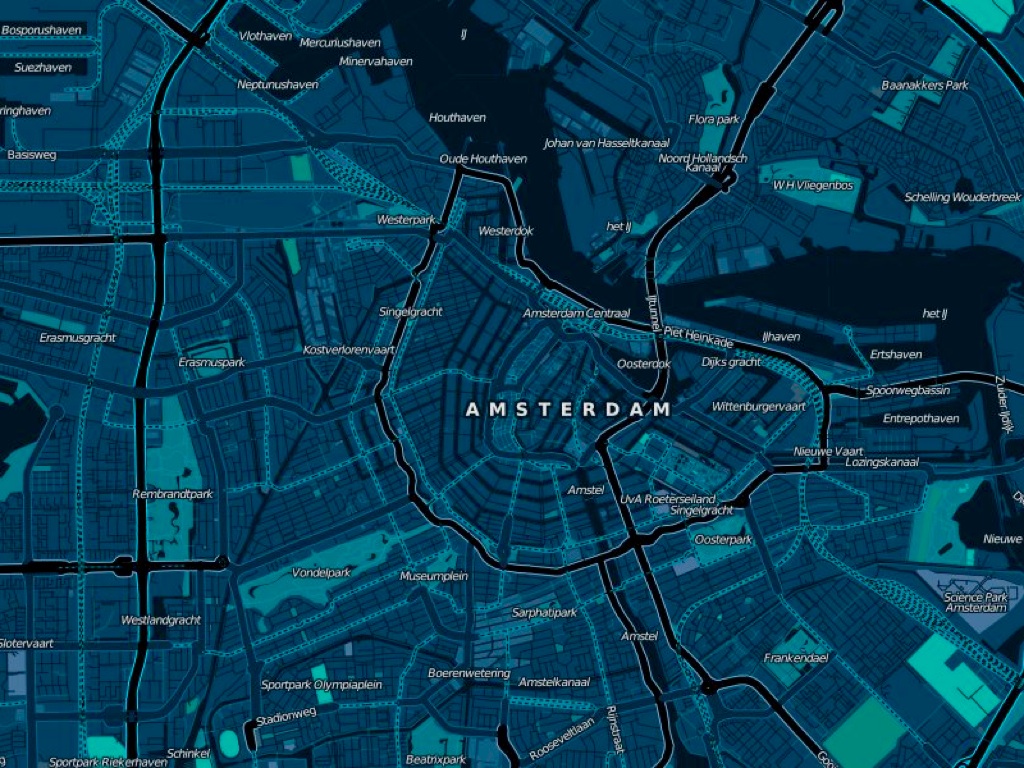 Bosporushaven
Vlothaven
IJ
Mercuriushaven
Minervahaven
Suezhaven
Neptunushaven
Baanakkers Park
ringhaven
Houthaven
Flora park
Johan van Hasseltkanaal
Basisweg
Oude Houthaven
Noord Hollandsch
Kanaal
W H Vliegenbos
Schelling Wouderbreek
Westerpark
Westerdok
het IJ
Singelgracht
Amsterdam Centraal
IJtunnel
het IJ
Erasmusgracht
Piet Heinkade
IJhaven
Kostverlorenvaart
Erasmuspark
Oosterdok
Dijks gracht
Ertshaven
Spoorwegbassin
Zuider IJdijk
AMSTERDAM
Wittenburgervaart
Entrepothaven
Nieuwe Vaart
Lozingskanaal
Rembrandtpark
Amstel
UvA Roeterseiland
Singelgracht
Oosterpark
Nieuwe
Vondelpark
Museumplein
Science Park
Amsterdam
Sarphatipark
Westlandgracht
Slotervaart
Amstel
Frankendael
Boerenwetering
Sportpark Olympiaplein
Amstelkanaal
Stadionweg
Rooseveltlaan
Rijnstraat
Schinkel
Sportpark Riekerhaven
Beatrixpark
Goo